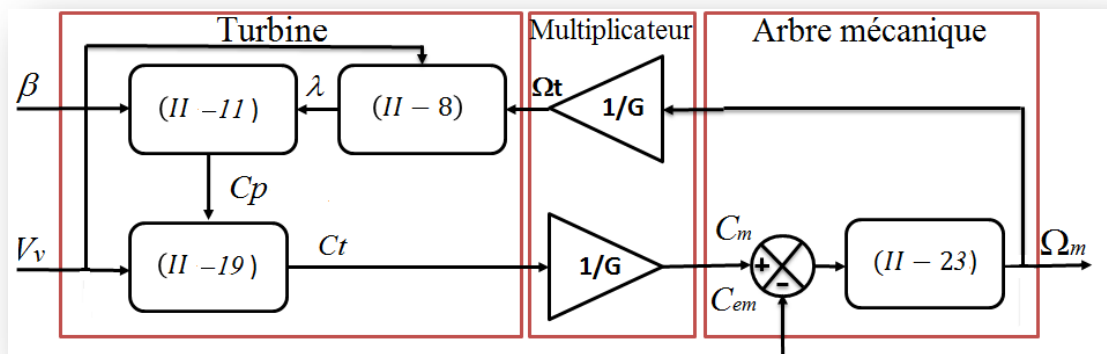 Turbine
Multiplicateur
Arbre mécanique
β
(II -11)
λ
(II - 8)
Ωt
1/G
Cp
Vv
(II -19)
Ct
1/G
Cm
+
-
Cem
(II - 23)
Ωm